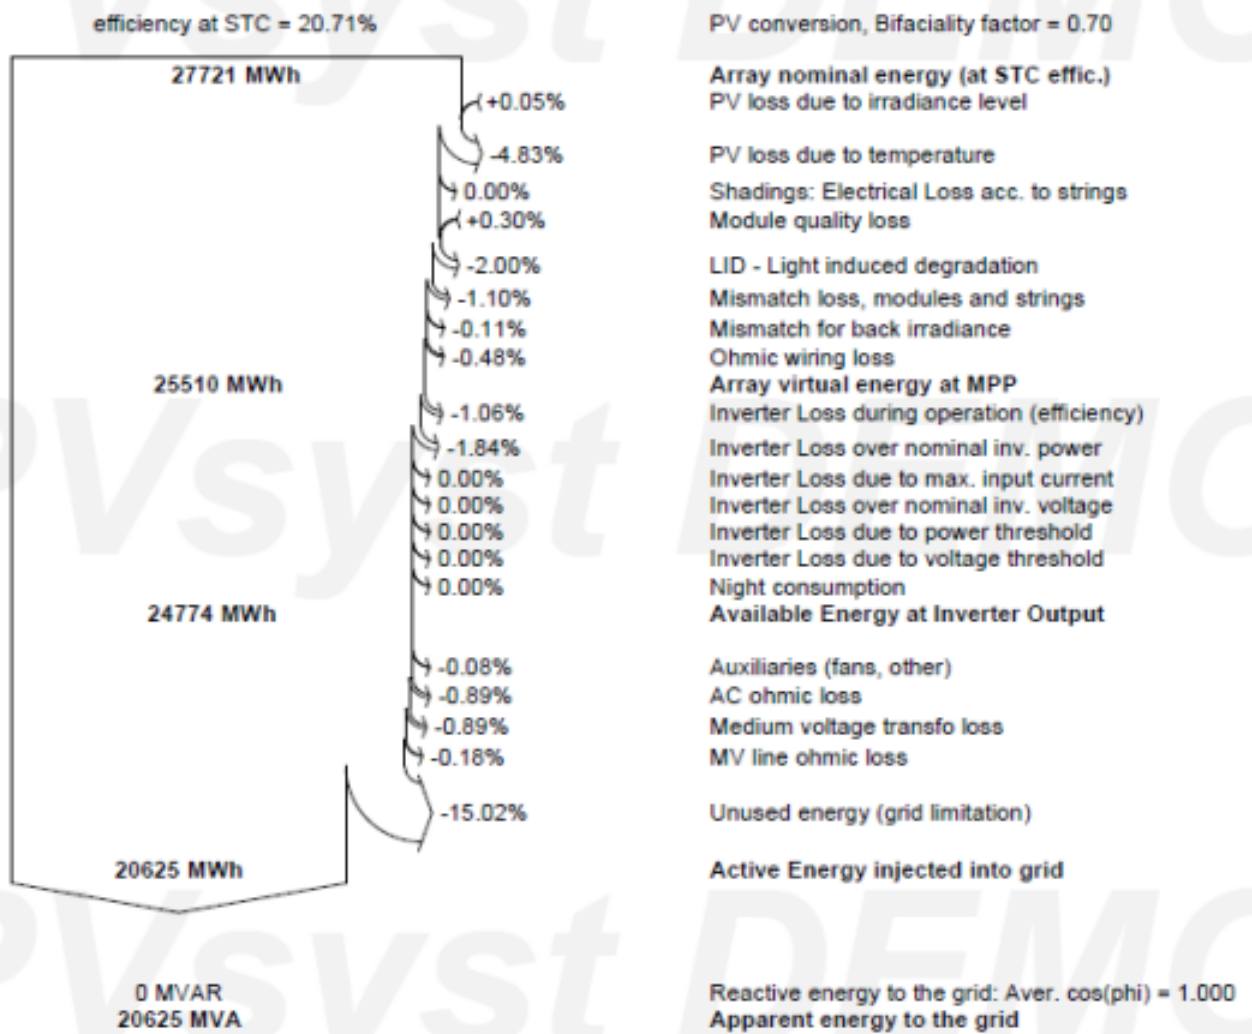 efficiency at STC = 20.71% PV conversion, Bifaciality factor = 0.70
27721 MWh Array nominal energy (at STC effic.)
+0.05% PV loss due to irradiance level
-4.83% PV loss due to temperature
0.00% Shadings: Electrical Loss acc. to strings
+0.30% Module quality loss
-2.00% LID - Light induced degradation
-1.10% Mismatch loss, modules and strings
-0.11% Mismatch for back irradiance
-0.48% Ohmic wiring loss
25510 MWh Array virtual energy at MPP
-1.06% Inverter Loss during operation (efficiency)
-1.84% Inverter Loss over nominal inv. power
0.00% Inverter Loss due to max. input current
0.00% Inverter Loss over nominal inv. voltage
0.00% Inverter Loss due to power threshold
0.00% Inverter Loss due to voltage threshold
0.00% Night consumption
24774 MWh Available Energy at Inverter Output
-0.08% Auxiliaries (fans, other)
-0.89% AC ohmic loss
-0.89% Medium voltage transfo loss
-0.18% MV line ohmic loss
-15.02% Unused energy (grid limitation)
20625 MWh Active Energy injected into grid
0 MVAR Reactive energy to the grid: Aver. cos(phi) = 1.000
20625 MVA Apparent energy to the grid
PVsyst DEMO
PVsyst DEMO
PVsyst DEMO